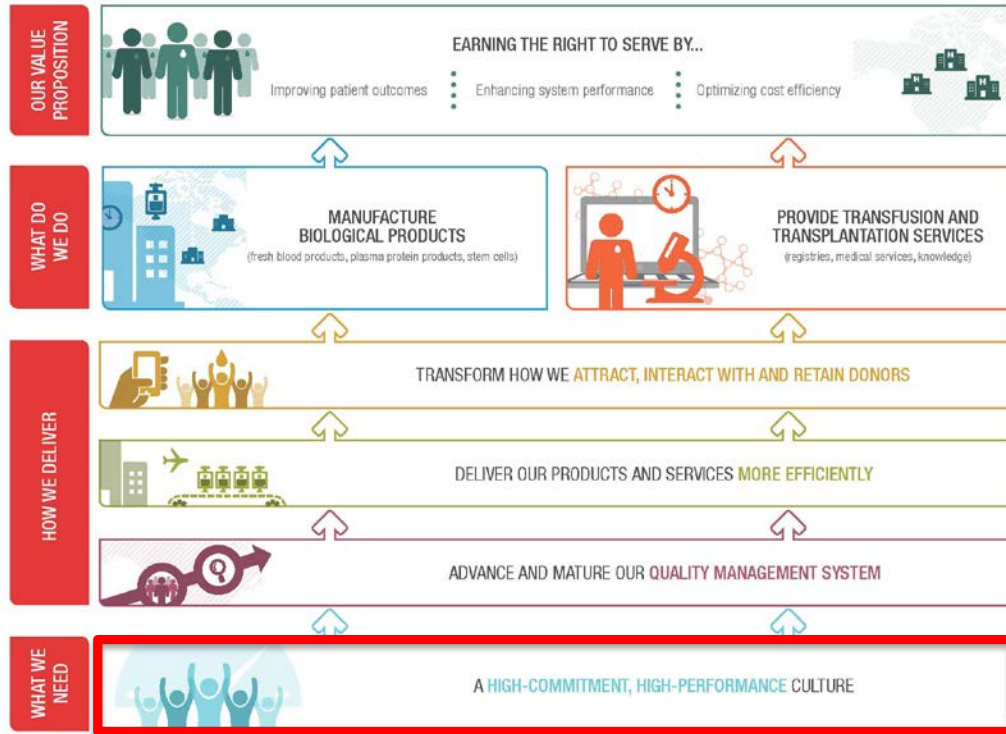 OUR VALUE
PROPOSITION
EARNING THE RIGHT TO SERVE BY...
Improving patient outcomes
Enhancing system performance
Optimizing cost efficiency
H
H
H
WHAT DO
WE DO
MANUFACTURE
BIOLOGICAL PRODUCTS
(fresh blood products, plasma protein products, stem cells)
PROVIDE TRANSFUSION AND
TRANSPLANTATION SERVICES
(registries, medical services, knowledge)
HOW WE DELIVER
TRANSFORM HOW WE ATTRACT, INTERACT WITH AND RETAIN DONORS
DELIVER OUR PRODUCTS AND SERVICES MORE EFFICIENTLY
ADVANCE AND MATURE OUR QUALITY MANAGEMENT SYSTEM
WHAT WE
NEED
A HIGH-COMMITMENT, HIGH-PERFORMANCE CULTURE